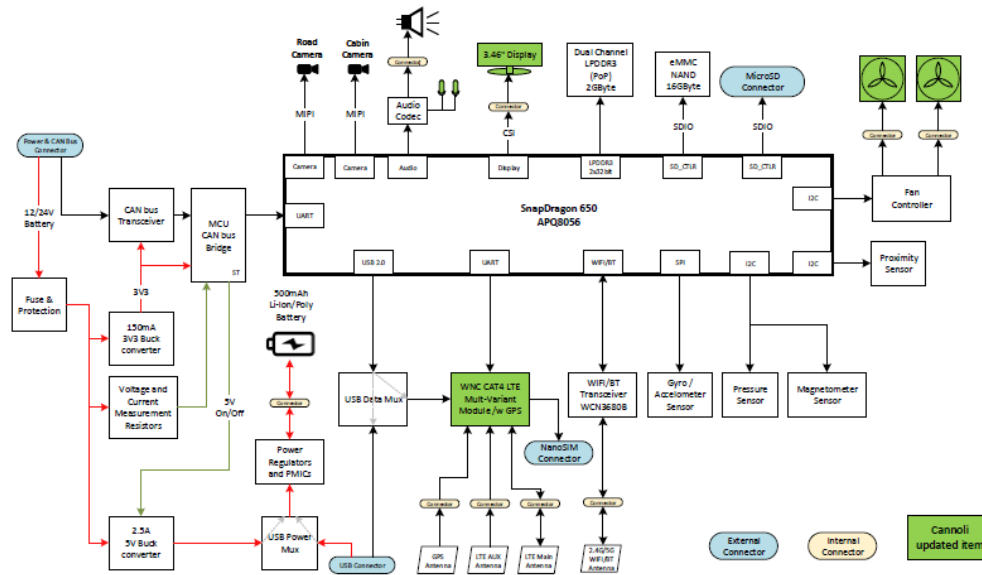 Road
Camera
Cabin
Camera
Connector
3.46" Display
Dual Channel
LPDDR3
(PoP)
2GByte
eMMC
NAND
16GByte
MicroSD
Connector
Audio
Codec
Connector
Connector
Connector
MIPI
MIPI
CSI
SDIO
SDIO
Power & CAN Bus
Connector
Camera
Camera
Audio
Display
LPDDR3
2x32bit
SD_CTLR
SD_CTLR
12/24V
Battery
CAN bus
Transceiver
MCU
CAN bus
Bridge
ST
UART
SnapDragon 650
APQ8056
I2C
Fan
Controller
USB 2.0
UART
WIFI/BT
SPI
I2C
I2C
Proximity
Sensor
3V3
Fuse &
Protection
150mA
3V3 Buck
converter
500mAh
Li-Ion/Poly
Battery
Voltage and
Current
Measurement
Resistors
5V
On/Off
Connector
USB Data Mux
WNC CAT4 LTE
Mult-Variant
Module /w GPS
WIFI/BT
Transceiver
WCN3680B
Gyro /
Accelometer
Sensor
Pressure
Sensor
Magnetometer
Sensor
Power
Regulators
and PMICs
NanoSIM
Connector
Connector
Connector
Connector
Connector
2.5A
5V Buck
converter
USB Power
Mux
USB Connector
GPS
Antenna
LTE AUX
Antenna
LTE Main
Antenna
2.4G/5G
WIFI/BT
Antenna
External
Connector
Internal
Connector
Cannoli
updated item